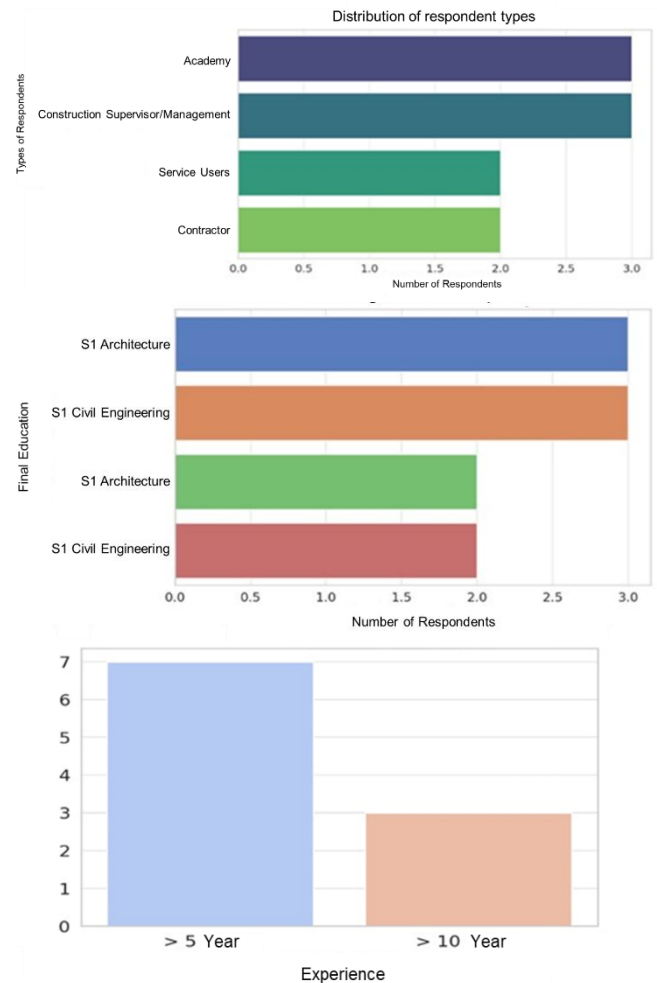 Distribution of respondent types
Types of Respondents
Academy
Construction Supervisor/Management
Service Users
Contractor
0.0 0.5 1.0 1.5 2.0 2.5 3.0
Number of Respondents
Final Education
S1 Architecture
S1 Civil Engineering
S1 Architecture
S1 Civil Engineering
0.0 0.5 1.0 1.5 2.0 2.5 3.0
Number of Respondents
7
6
5
4
3
2
1
0
> 5 Year > 10 Year
Experience